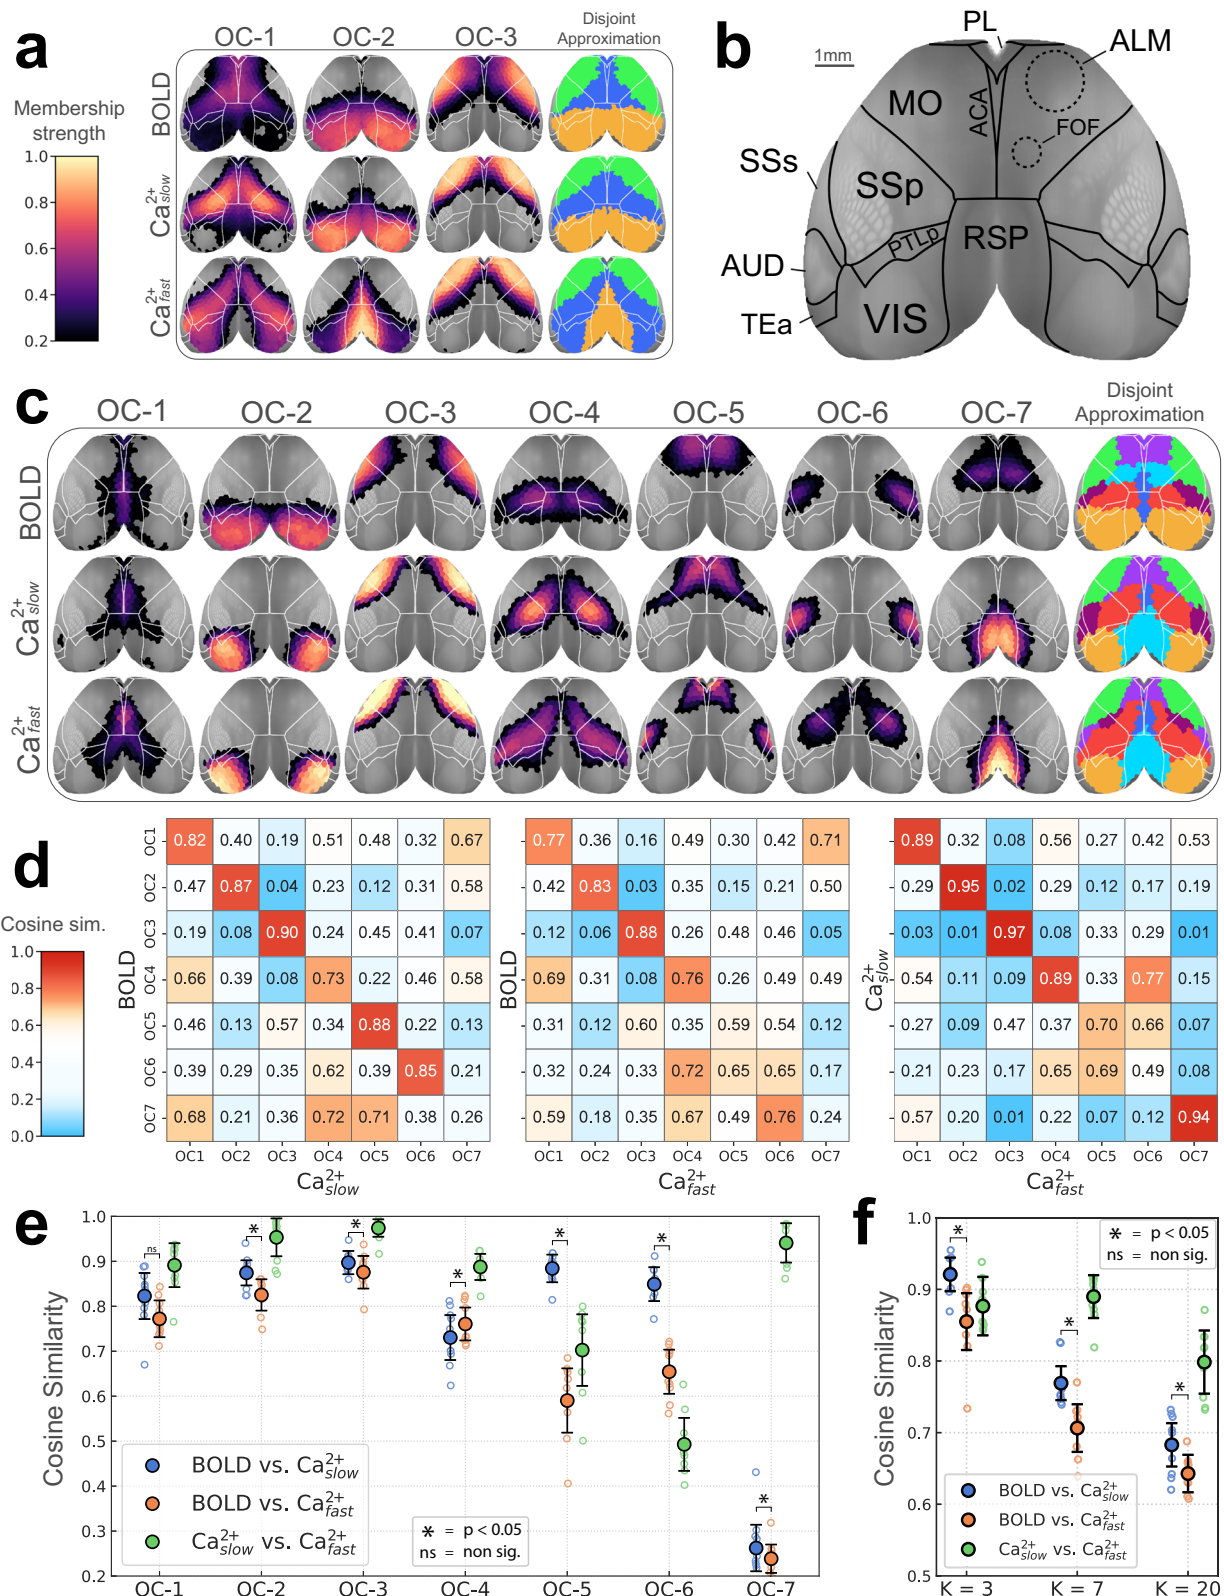 a
OC-1 OC-2 OC-3 Disjoint Approximation
Membership strength
1.0
0.8
0.6
0.4
0.2
BOLD
Ca2+ slow
Ca2+ fast
b
1mm
PL
ALM
MO
ACA
FOF
SSs
SSp
PTLp
RSP
AUD
VIS
TEa
c
OC-1 OC-2 OC-3 OC-4 OC-5 OC-6 OC-7 Disjoint Approximation
BOLD
Ca2+ slow
Ca2+ fast
d
Cosine sim.
1.0
0.8
0.6
0.4
0.2
0.0
BOLD
OC1 0.82 0.40 0.19 0.51 0.48 0.32 0.67
OC2 0.47 0.87 0.04 0.23 0.12 0.31 0.58
OC3 0.19 0.08 0.90 0.24 0.45 0.41 0.07
OC4 0.66 0.39 0.08 0.73 0.22 0.46 0.58
OC5 0.46 0.13 0.57 0.34 0.88 0.22 0.13
OC6 0.39 0.29 0.35 0.62 0.39 0.85 0.21
OC7 0.68 0.21 0.36 0.72 0.71 0.38 0.26
OC1 OC2 OC3 OC4 OC5 OC6 OC7
Ca2+ slow
BOLD
0.77 0.36 0.16 0.49 0.30 0.42 0.71
0.42 0.83 0.03 0.35 0.15 0.21 0.50
0.12 0.06 0.88 0.26 0.48 0.46 0.05
0.69 0.31 0.08 0.76 0.26 0.49 0.49
0.31 0.12 0.60 0.35 0.59 0.54 0.12
0.32 0.24 0.33 0.72 0.65 0.65 0.17
0.59 0.18 0.35 0.67 0.49 0.76 0.24
OC1 OC2 OC3 OC4 OC5 OC6 OC7
Ca2+ fast
Ca2+ slow
0.89 0.32 0.08 0.56 0.27 0.42 0.53
0.29 0.95 0.02 0.29 0.12 0.17 0.19
0.03 0.01 0.97 0.08 0.33 0.29 0.01
0.54 0.11 0.09 0.89 0.33 0.77 0.15
0.27 0.09 0.47 0.37 0.70 0.66 0.07
0.21 0.23 0.17 0.65 0.69 0.49 0.08
0.57 0.20 0.01 0.22 0.07 0.12 0.94
OC1 OC2 OC3 OC4 OC5 OC6 OC7
Ca2+ fast
e
Cosine Similarity
1.0
0.9
0.8
0.7
0.6
0.5
0.4
0.3
0.2
ns * * * * * *
BOLD vs. Ca2+ slow
BOLD vs. Ca2+ fast
Ca2+ slow vs. Ca2+ fast
* = p < 0.05
ns = non sig.
OC-1 OC-2 OC-3 OC-4 OC-5 OC-6 OC-7
f
Cosine Similarity
1.0
0.9
0.8
0.7
0.6
0.5
* = p < 0.05
ns = non sig.
* * *
BOLD vs. Ca2+ slow
BOLD vs. Ca2+ fast
Ca2+ slow vs. Ca2+ fast
K = 3 K = 7 K = 20